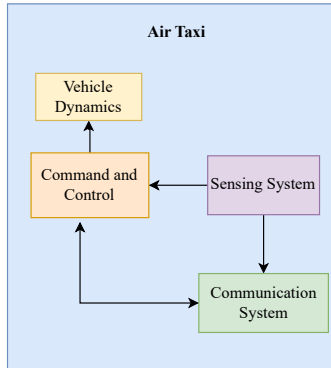 Air Taxi
Vehicle
Dynamics
Command and
Control
Sensing System
Communication
System